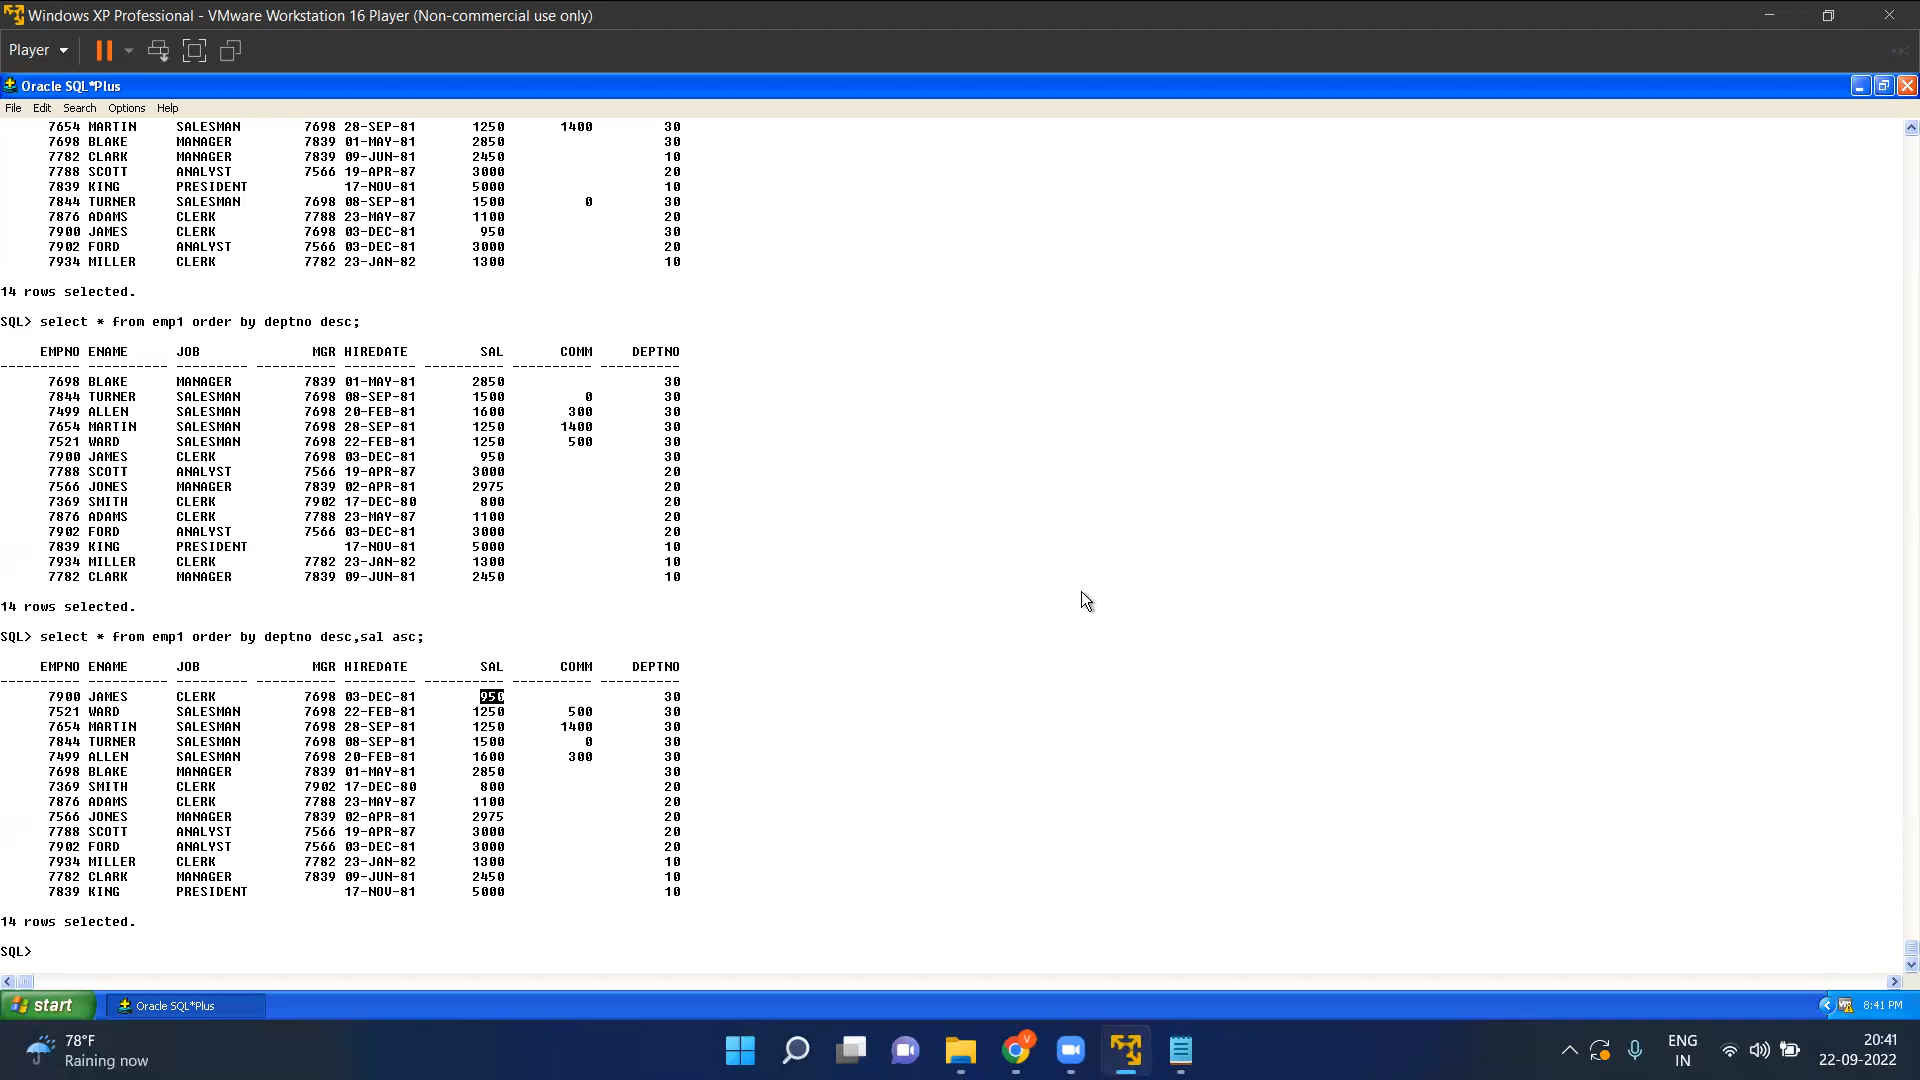 Windows XP Professional - VMware Workstation 16 Player (Non-commercial use only)
Player
Oracle SQL*Plus
File Edit Search Options Help
7654 MARTIN SALESMAN 7698 28-SEP-81 1250 1400 30
7698 BLAKE MANAGER 7839 01-MAY-81 2850 30
7782 CLARK MANAGER 7839 09-JUN-81 2450 10
7788 SCOTT ANALYST 7566 19-APR-87 3000 20
7839 KING PRESIDENT 17-NOV-81 5000 10
7844 TURNER SALESMAN 7698 08-SEP-81 1500 0 30
7876 ADAMS CLERK 7788 23-MAY-87 1100 20
7900 JAMES CLERK 7698 03-DEC-81 950 30
7902 FORD ANALYST 7566 03-DEC-81 3000 20
7934 MILLER CLERK 7782 23-JAN-82 1300 10
14 rows selected.
SQL> select * from emp1 order by deptno desc;
EMPNO ENAME JOB MGR HIREDATE SAL COMM DEPTNO
---------- ---------- --------- ---------- --------- ---------- ---------- ----------
7698 BLAKE MANAGER 7839 01-MAY-81 2850 30
7844 TURNER SALESMAN 7698 08-SEP-81 1500 0 30
7499 ALLEN SALESMAN 7698 20-FEB-81 1600 300 30
7654 MARTIN SALESMAN 7698 28-SEP-81 1250 1400 30
7521 WARD SALESMAN 7698 22-FEB-81 1250 500 30
7900 JAMES CLERK 7698 03-DEC-81 950 30
7788 SCOTT ANALYST 7566 19-APR-87 3000 20
7566 JONES MANAGER 7839 02-APR-81 2975 20
7369 SMITH CLERK 7902 17-DEC-80 800 20
7876 ADAMS CLERK 7788 23-MAY-87 1100 20
7902 FORD ANALYST 7566 03-DEC-81 3000 20
7839 KING PRESIDENT 17-NOV-81 5000 10
7934 MILLER CLERK 7782 23-JAN-82 1300 10
7782 CLARK MANAGER 7839 09-JUN-81 2450 10
14 rows selected.
SQL> select * from emp1 order by deptno desc,sal asc;
EMPNO ENAME JOB MGR HIREDATE SAL COMM DEPTNO
---------- ---------- --------- ---------- --------- ---------- ---------- ----------
7900 JAMES CLERK 7698 03-DEC-81 950 30
7521 WARD SALESMAN 7698 22-FEB-81 1250 500 30
7654 MARTIN SALESMAN 7698 28-SEP-81 1250 1400 30
7844 TURNER SALESMAN 7698 08-SEP-81 1500 0 30
7499 ALLEN SALESMAN 7698 20-FEB-81 1600 300 30
7698 BLAKE MANAGER 7839 01-MAY-81 2850 30
7369 SMITH CLERK 7902 17-DEC-80 800 20
7876 ADAMS CLERK 7788 23-MAY-87 1100 20
7566 JONES MANAGER 7839 02-APR-81 2975 20
7788 SCOTT ANALYST 7566 19-APR-87 3000 20
7902 FORD ANALYST 7566 03-DEC-81 3000 20
7934 MILLER CLERK 7782 23-JAN-82 1300 10
7782 CLARK MANAGER 7839 09-JUN-81 2450 10
7839 KING PRESIDENT 17-NOV-81 5000 10
14 rows selected.
SQL>
start Oracle SQL*Plus 8:41 PM
78°F
Raining now
V
ENG
IN
20:41
22-09-2022